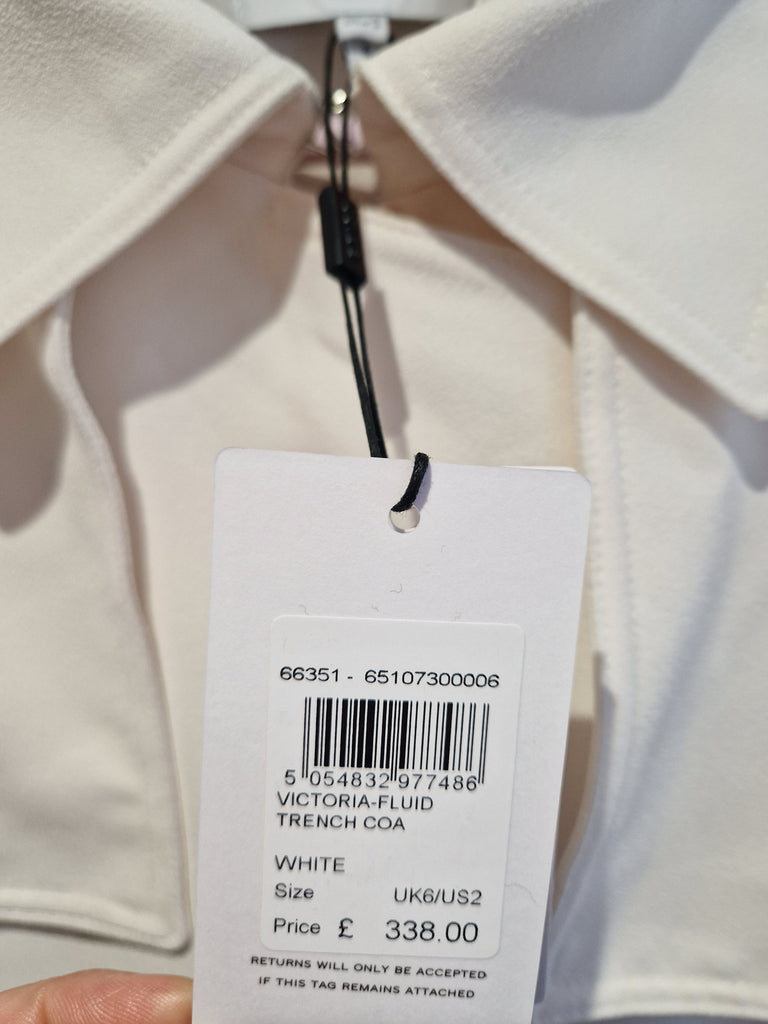 66351 - 65107300006
5 054832 977486
VICTORIA-FLUID
TRENCH COA
WHITE
Size UK6/US2
Price £ 338.00
RETURNS WILL ONLY BE ACCEPTED
IF THIS TAG REMAINS ATTACHED